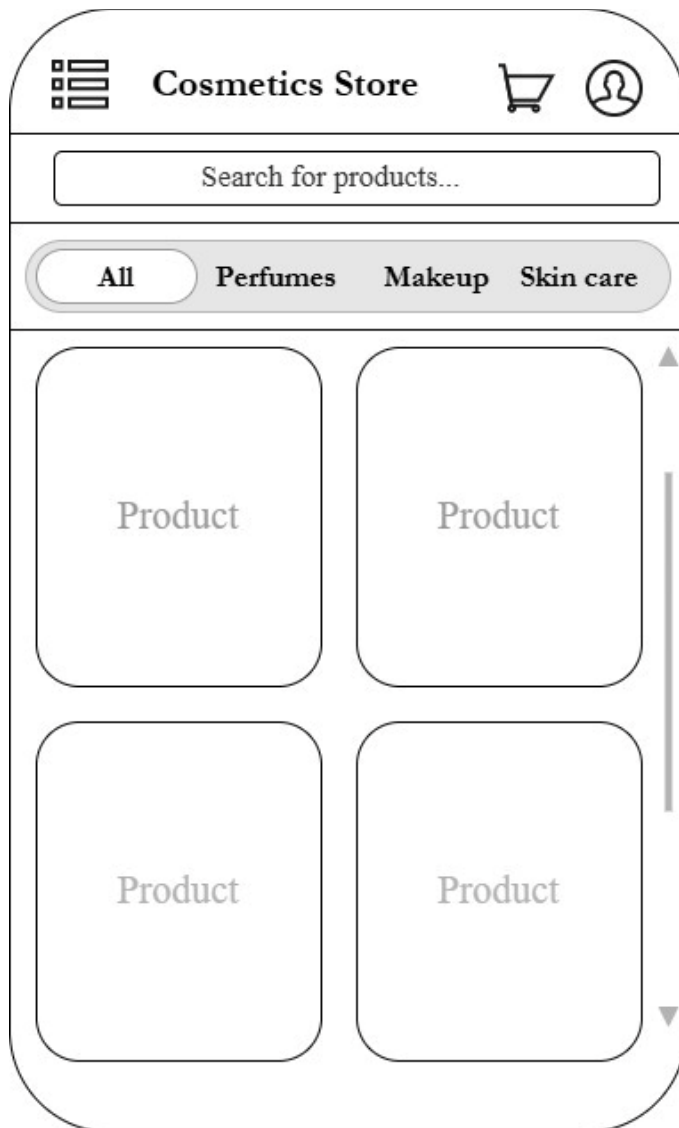 Cosmetics Store
Search for products...
All Perfumes Makeup Skin care
Product Product
Product Product